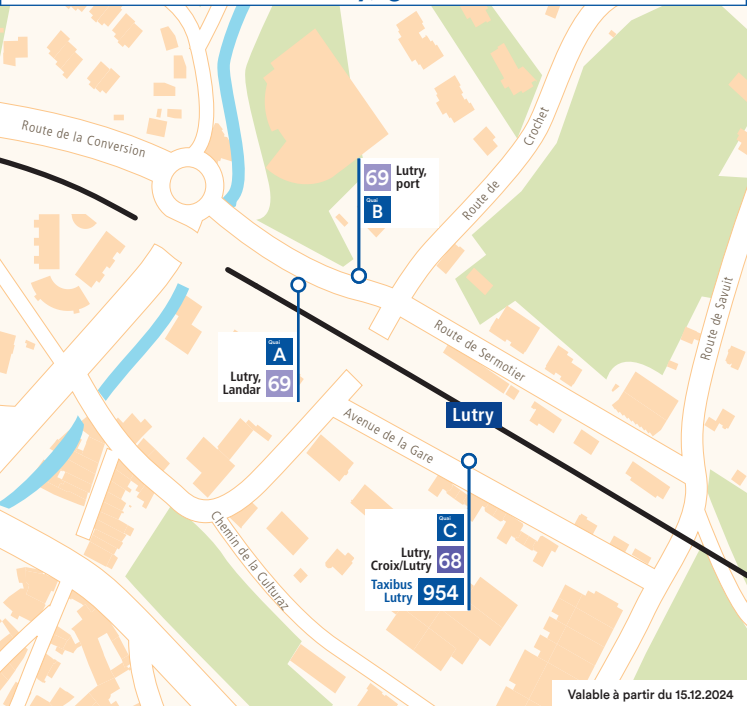 Route de la Conversion
Route de Crochet
69 Lutry,
port
Quai
B
Quai
A
Lutry,
Landar 69
Route de Savuit
Route de Sermotier
Lutry
Avenue de la Gare
Quai
C
Lutry,
Croix/Lutry 68
Taxibus
Lutry 954
Chemin de la Culturaz
Valable à partir du 15.12.2024